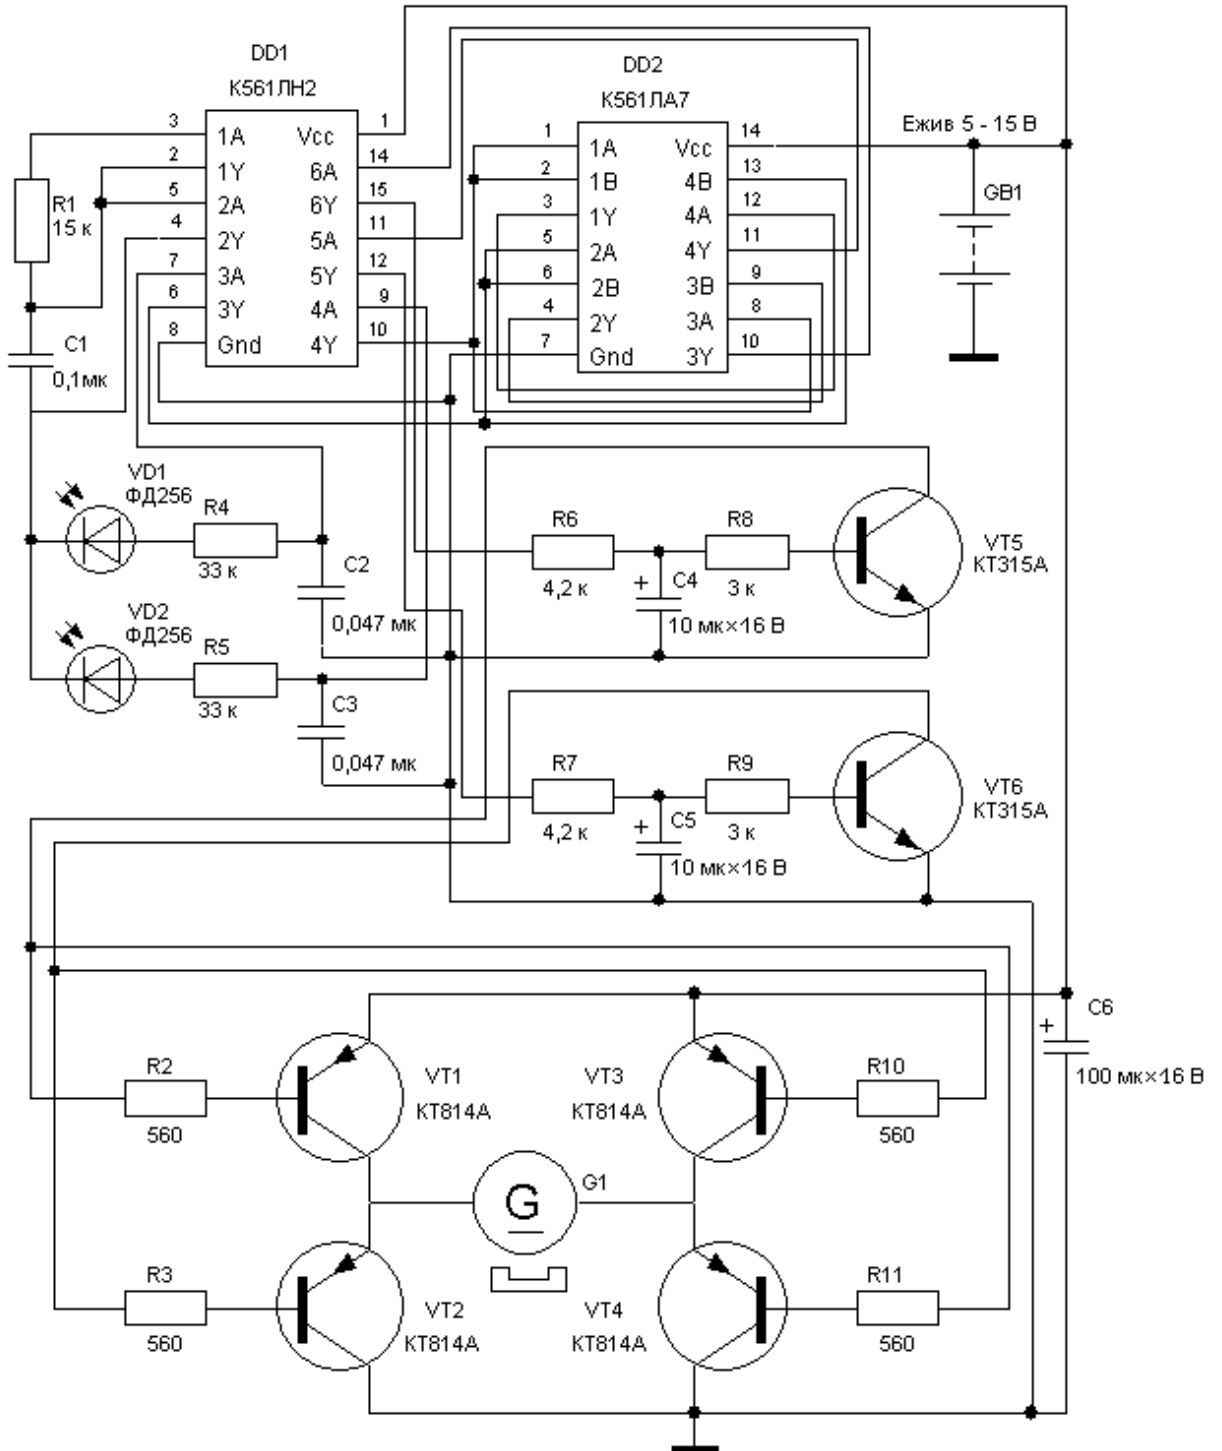 DD1
К561ЛН2
3 1A Vcc 1
2 1Y 6A 14
5 2A 6Y 15
4 2Y 5A 11
7 3A 5Y 12
6 3Y 4A 9
8 Gnd 4Y 10
DD2
К561ЛА7
1 1A Vcc 14
2 1B 4B 13
3 1Y 4A 12
5 2A 4Y 11
6 2B 3B 9
4 2Y 3A 8
7 Gnd 3Y 10
Ежив 5 - 15 В
GB1
R1
15 к
C1
0,1мк
VD1
ФД256
R4
33 к
C2
0,047 мк
VD2
ФД256
R5
33 к
C3
0,047 мк
R6
4,2 к
+ C4
10 мк×16 В
R8
3 к
VT5
КТ315А
R7
4,2 к
+ C5
10 мк×16 В
R9
3 к
VT6
КТ315А
+ C6
100 мк×16 В
R2
560
VT1
КТ814А
VT3
КТ814А
R10
560
G
G1
R3
560
VT2
КТ814А
VT4
КТ814А
R11
560